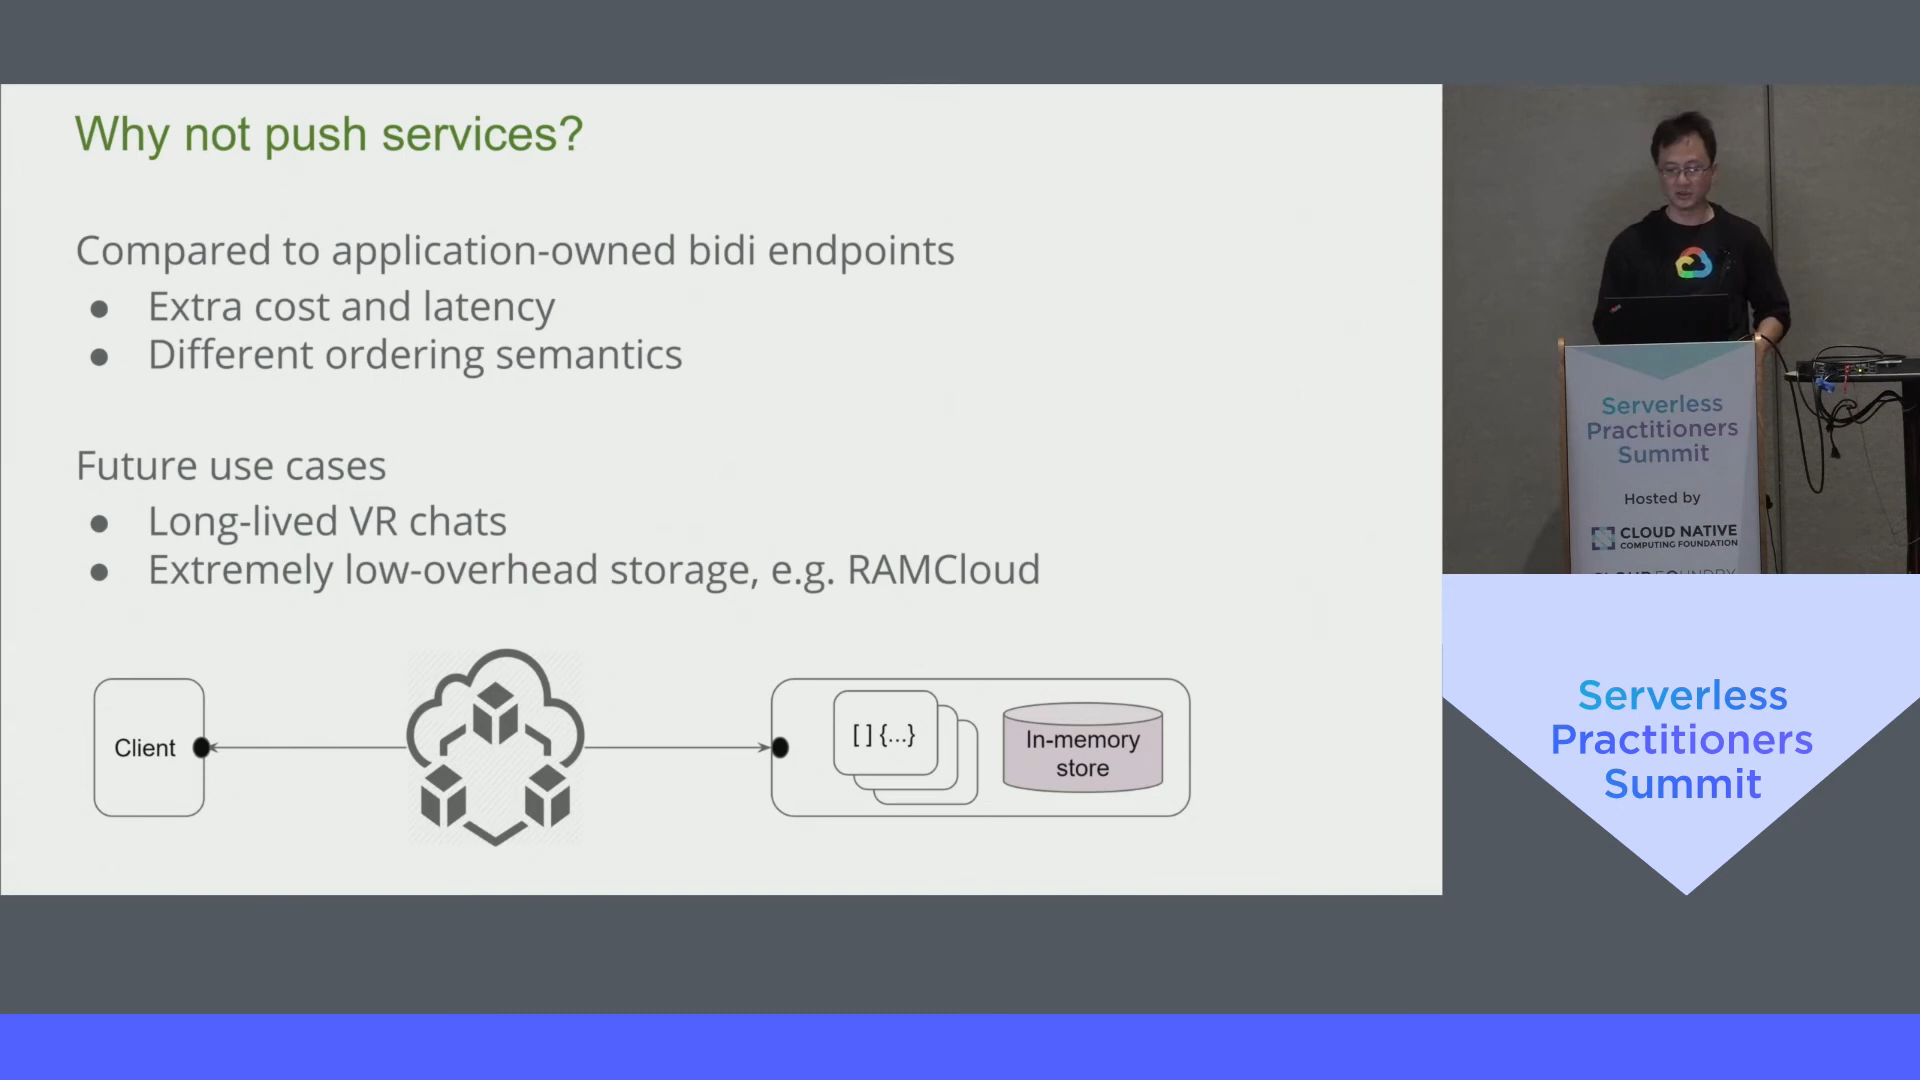 Why not push services?
Compared to application-owned bidi endpoints
● Extra cost and latency
● Different ordering semantics
Future use cases
● Long-lived VR chats
● Extremely low-overhead storage, e.g. RAMCloud
Client
[ ] {...}
In-memory
store
Serverless
Practitioners
Summit
Hosted by
CLOUD NATIVE
COMPUTING FOUNDATION
CLOUD FOUNDRY
Serverless
Practitioners
Summit